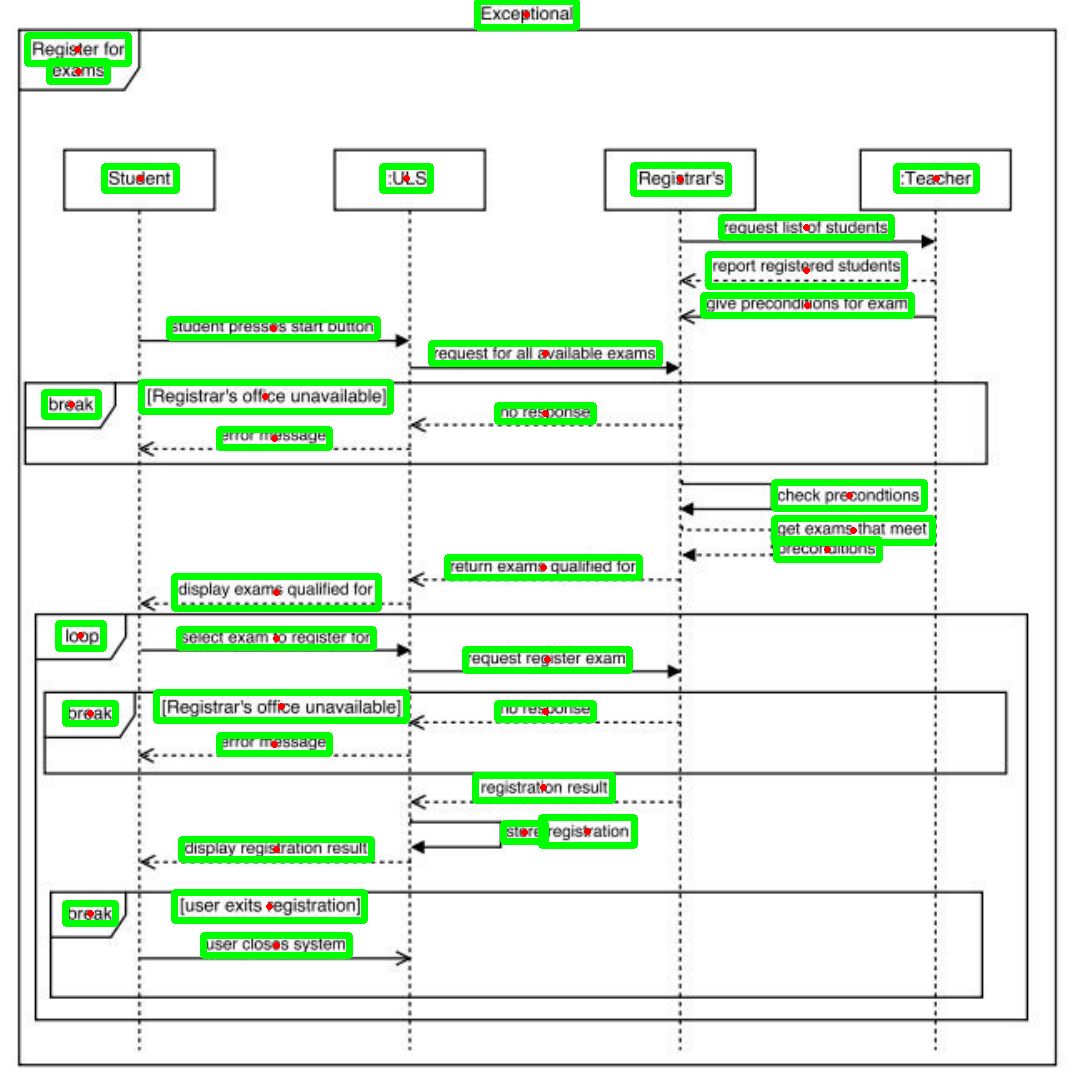 Exceptional
Register for
exams
Student
:ULS
Registrar's
:Teacher
request list of students
report registered students
give preconditions for exam
student presses start button
request for all available exams
break
[Registrar's office unavailable]
no response
error message
check precondtions
get exams that meet
preconditions
return exams qualified for
display exams qualified for
loop
select exam to register for
request register exam
break
[Registrar's office unavailable]
no response
error message
registration result
store registration
display registration result
break
[user exits registration]
user closes system